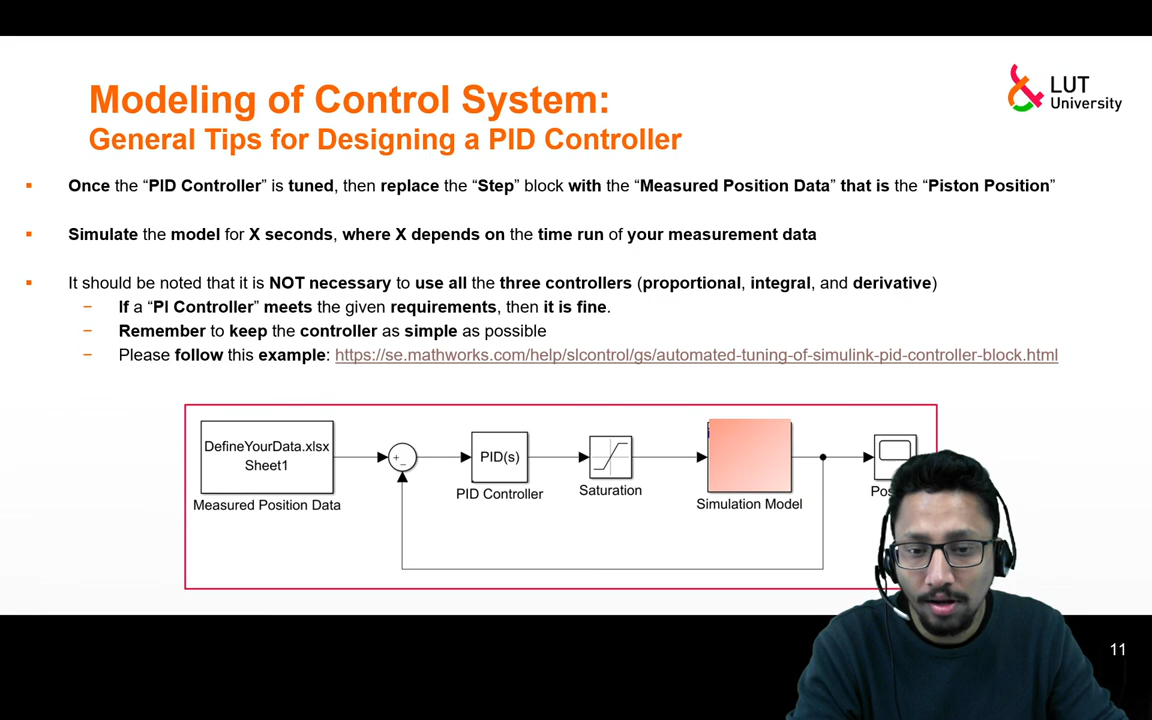 LUT
University
Modeling of Control System:
General Tips for Designing a PID Controller
▪ Once the “PID Controller” is tuned, then replace the “Step” block with the “Measured Position Data” that is the “Piston Position”
▪ Simulate the model for X seconds, where X depends on the time run of your measurement data
▪ It should be noted that it is NOT necessary to use all the three controllers (proportional, integral, and derivative)
− If a “PI Controller” meets the given requirements, then it is fine.
− Remember to keep the controller as simple as possible
− Please follow this example: https://se.mathworks.com/help/slcontrol/gs/automated-tuning-of-simulink-pid-controller-block.html
DefineYourData.xlsx
Sheet1
Measured Position Data
+
−
PID(s)
PID Controller
Saturation
Simulation Model
11